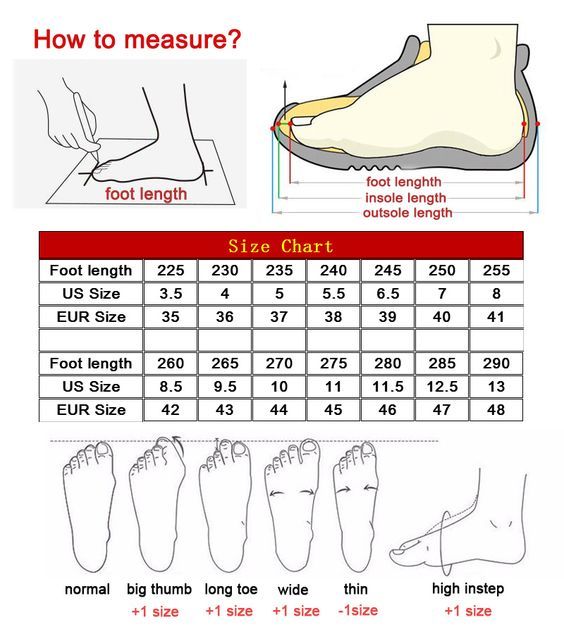 How to measure?
foot length
foot lenghth
insole length
outsole length
Size Chart
Foot length 225 230 235 240 245 250 255
US Size 3.5 4 5 5.5 6.5 7 8
EUR Size 35 36 37 38 39 40 41
Foot length 260 265 270 275 280 285 290
US Size 8.5 9.5 10 11 11.5 12.5 13
EUR Size 42 43 44 45 46 47 48
normal big thumb long toe wide thin high instep
+1 size +1 size +1 size -1size +1 size